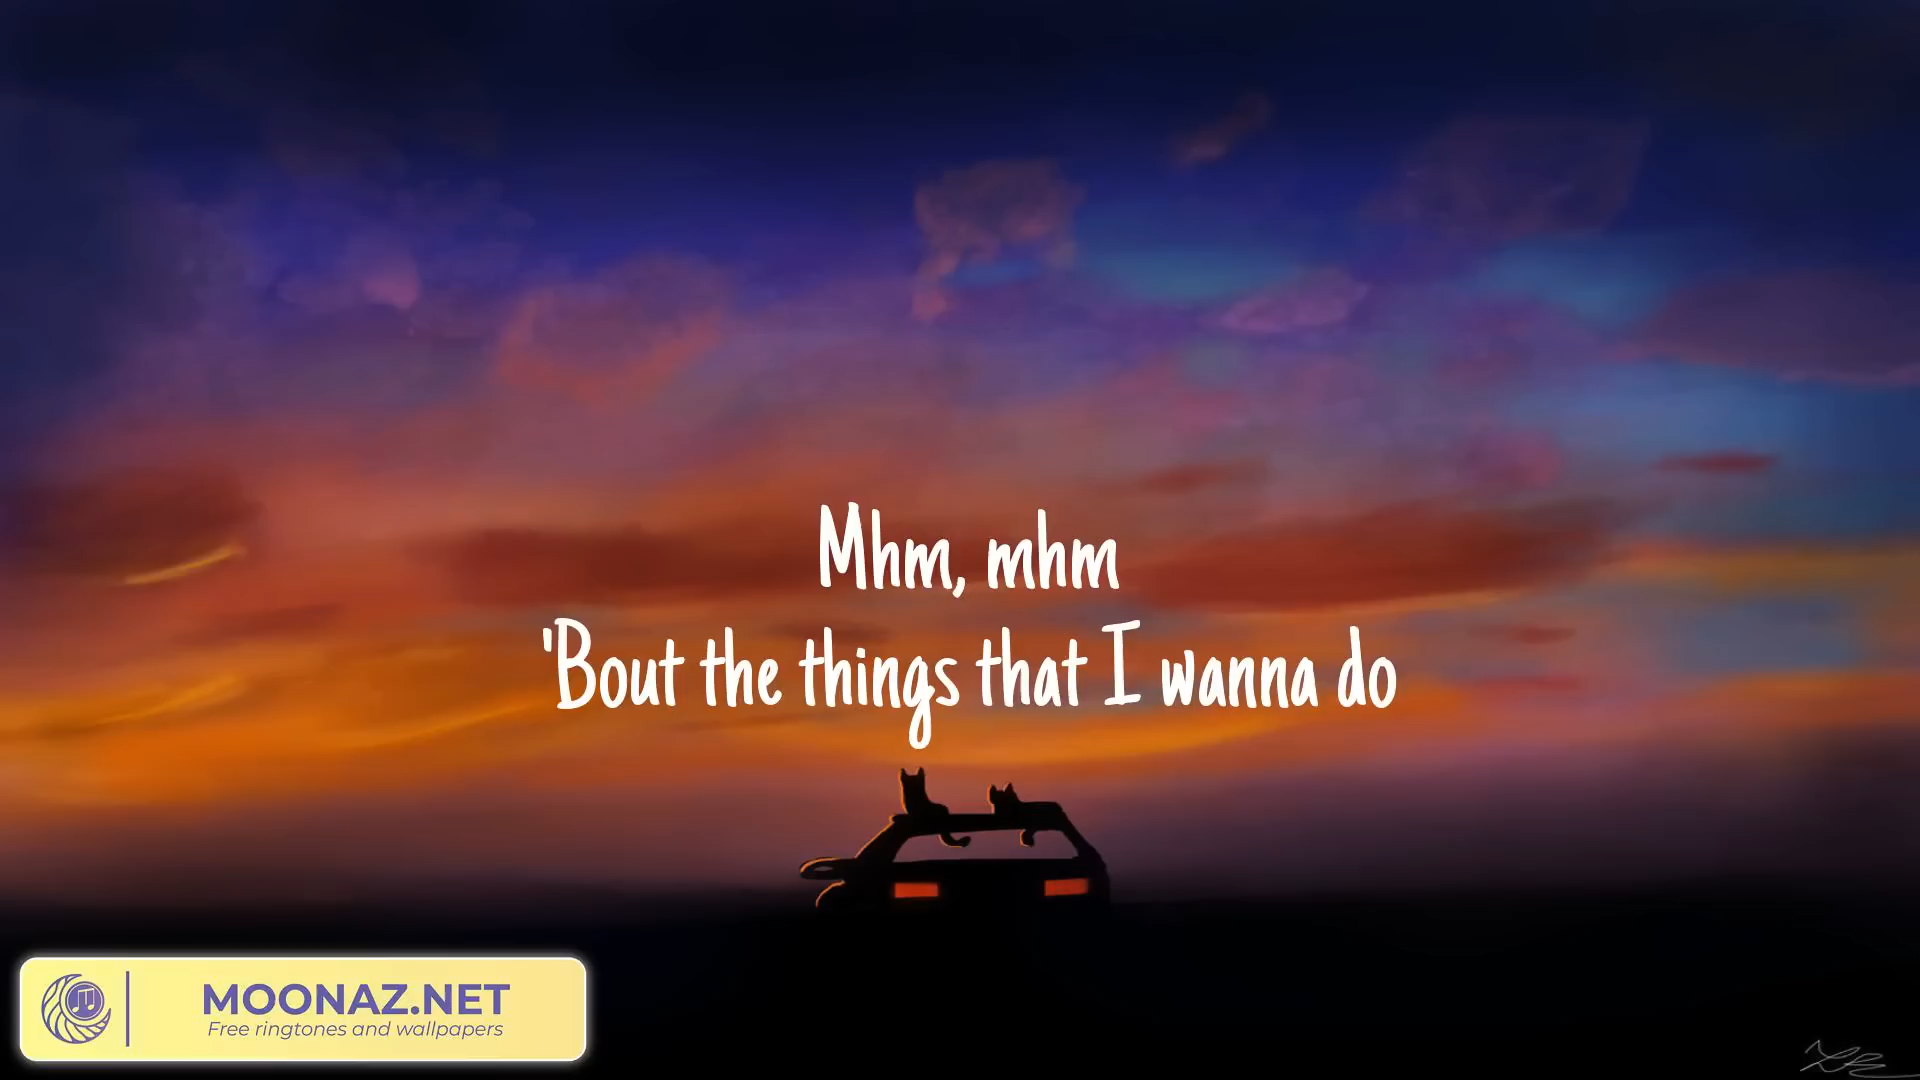 Mhm, mhm
'Bout the things that I wanna do
MOONAZ.NET
Free ringtones and wallpapers